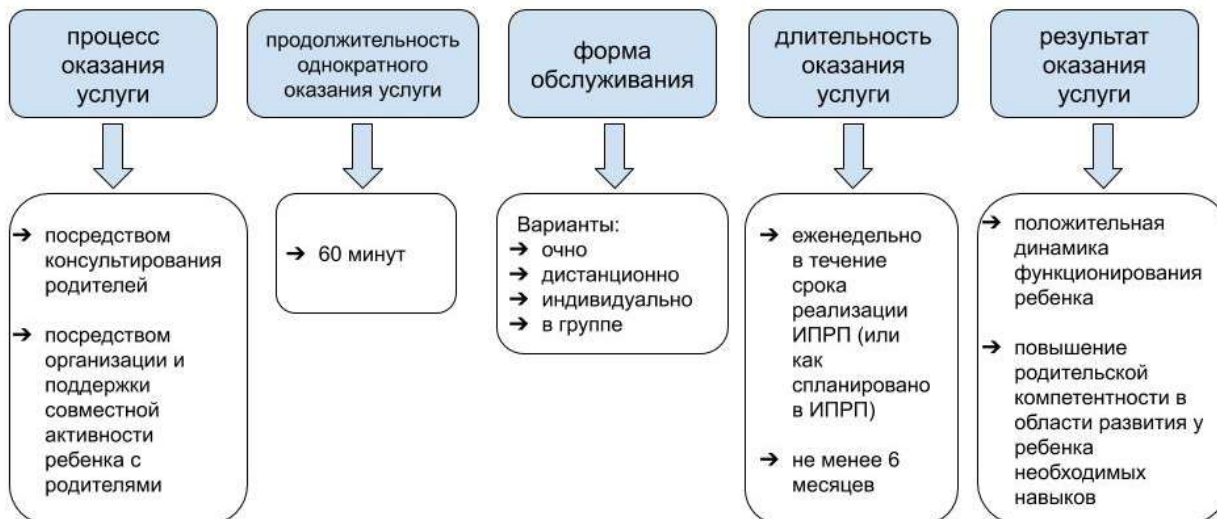 процесс
оказания
услуги
продолжительность
однократного
оказания услуги
форма
обслуживания
длительность
оказания
услуги
результат
оказания
услуги
➔ посредством
консультирования
родителей
➔ посредством
организации и
поддержки
совместной
активности
ребенка с
родителями
➔ 60 минут
Варианты:
➔ очно
➔ дистанционно
➔ индивидуально
➔ в группе
➔ еженедельно
в течение
срока
реализации
ИПРП (или
как
спланировано
в ИПРП)
➔ не менее 6
месяцев
➔ положительная
динамика
функционирования
ребенка
➔ повышение
родительской
компетентности в
области развития у
ребенка
необходимых
навыков